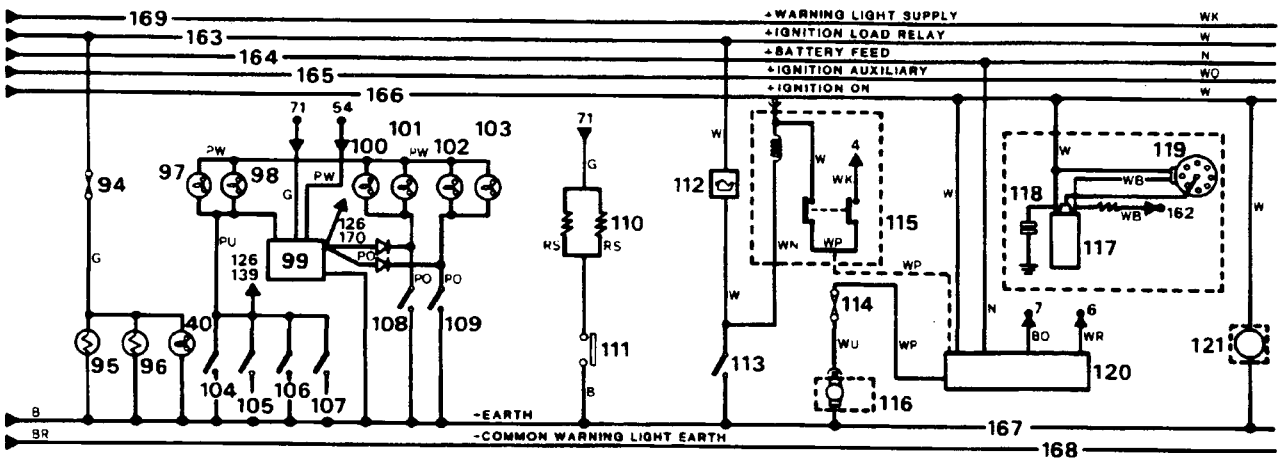 169 +WARNING LIGHT SUPPLY WK
163 +IGNITION LOAD RELAY W
164 +BATTERY FEED N
165 +IGNITION AUXILIARY WO
166 +IGNITION ON W
71 54 100 101 102 103
71
PW PW
97 98
G PW
94
G
W
112
W
4
WK
115
W
119
WB
118
WB 162
117
110
RS RS
126
170
99
PO
PU
126
139
PO PO
WN WP WP
W
N
W
G
40
108 109
114
7 6
BO WR
121
95 96
104 105 106 107
111
B
W
113
WU
WP
116
120
B -EARTH 167
BR -COMMON WARNING LIGHT EARTH 168